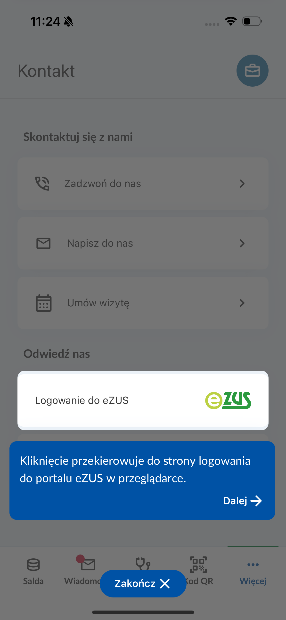 11:24
Kontakt
Skontaktuj się z nami
Zadzwoń do nas
Napisz do nas
Umów wizytę
Odwiedź nas
Logowanie do eZUS
eZUS
Kliknięcie przekierowuje do strony logowania
do portalu eZUS w przeglądarce.
Dalej
Zakończ
Salda
Wiadomo
Kod QR
Więcej